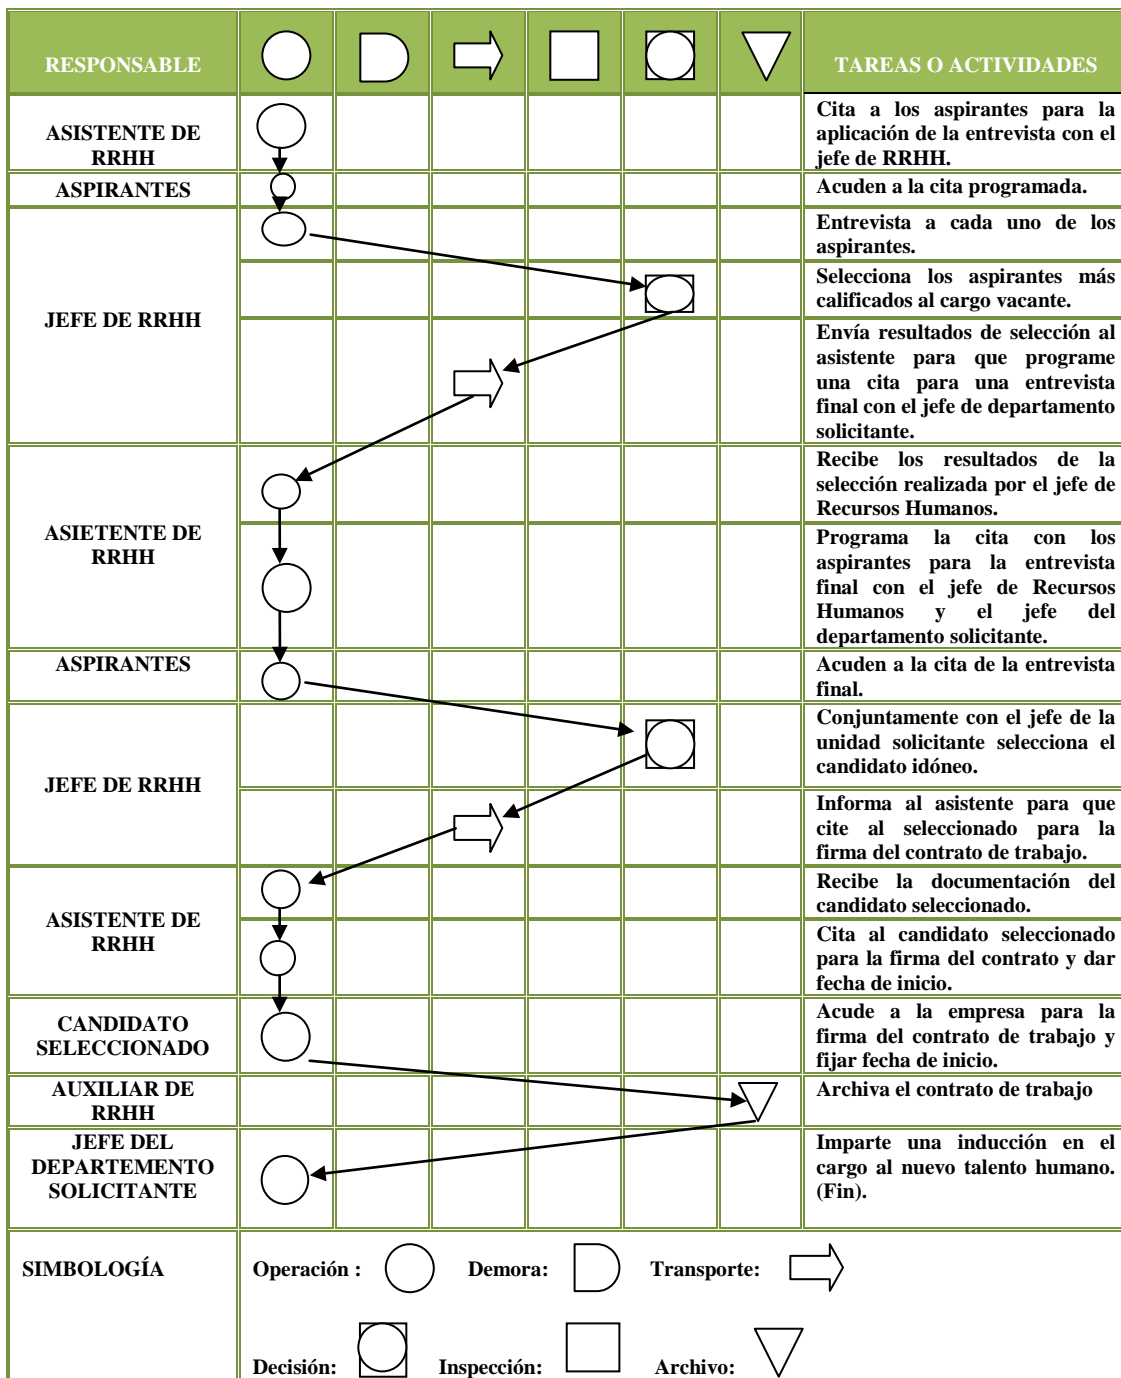 RESPONSABLE
TAREAS O ACTIVIDADES
ASISTENTE DE
RRHH
Cita a los aspirantes para la
aplicación de la entrevista con el
jefe de RRHH.
ASPIRANTES
Acuden a la cita programada.
JEFE DE RRHH
Entrevista a cada uno de los
aspirantes.
Selecciona los aspirantes más
calificados al cargo vacante.
Envía resultados de selección al
asistente para que programe
una cita para una entrevista
final con el jefe de departamento
solicitante.
ASIETENTE DE
RRHH
Recibe los resultados de la
selección realizada por el jefe de
Recursos Humanos.
Programa la cita con los
aspirantes para la entrevista
final con el jefe de Recursos
Humanos y el jefe del
departamento solicitante.
ASPIRANTES
Acuden a la cita de la entrevista
final.
JEFE DE RRHH
Conjuntamente con el jefe de la
unidad solicitante selecciona el
candidato idóneo.
Informa al asistente para que
cite al seleccionado para la
firma del contrato de trabajo.
ASISTENTE DE
RRHH
Recibe la documentación del
candidato seleccionado.
Cita al candidato seleccionado
para la firma del contrato y dar
fecha de inicio.
CANDIDATO
SELECCIONADO
Acude a la empresa para la
firma del contrato de trabajo y
fijar fecha de inicio.
AUXILIAR DE
RRHH
Archiva el contrato de trabajo
JEFE DEL
DEPARTEMENTO
SOLICITANTE
Imparte una inducción en el
cargo al nuevo talento humano.
(Fin).
SIMBOLOGÍA
Operación : Demora: Transporte:
Decisión: Inspección: Archivo: